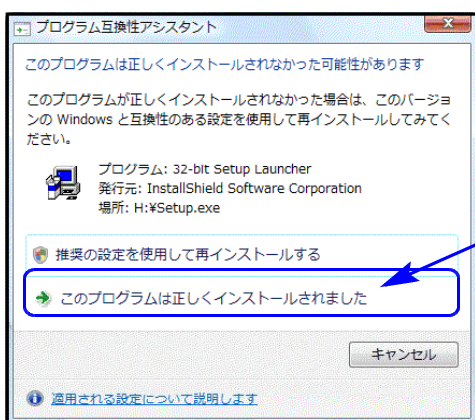 プログラム互換性アシスタント
このプログラムは正しくインストールされなかった可能性があります
このプログラムが正しくインストールされなかった場合は、このバージョ
ンの Windows と互換性のある設定を使用して再インストールしてみてく
ださい。
プログラム: 32-bit Setup Launcher
発行元: InstallShield Software Corporation
場所: H:¥Setup.exe
推奨の設定を使用して再インストールする
このプログラムは正しくインストールされました
キャンセル
適用される設定について説明します